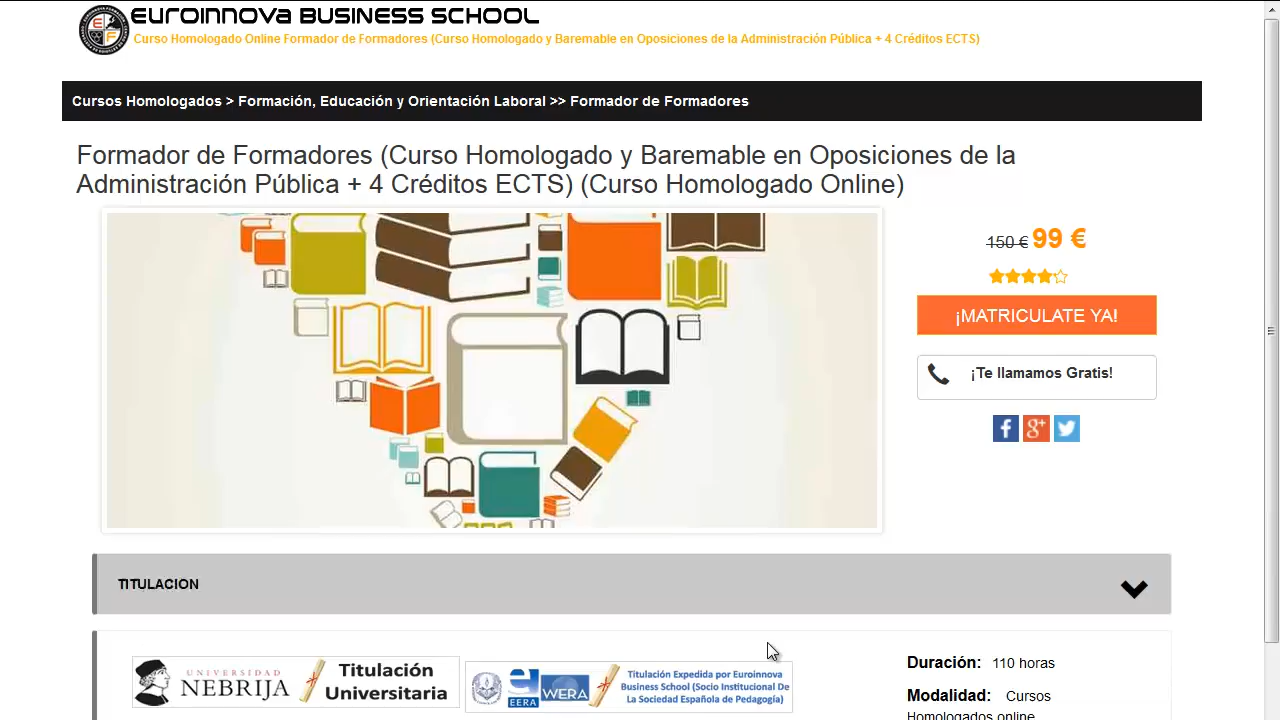 EUROINNOVA BUSINESS SCHOOL
Curso Homologado Online Formador de Formadores (Curso Homologado y Baremable en Oposiciones de la Administración Pública + 4 Créditos ECTS)
Cursos Homologados > Formación, Educación y Orientación Laboral >> Formador de Formadores
Formador de Formadores (Curso Homologado y Baremable en Oposiciones de la
Administración Pública + 4 Créditos ECTS) (Curso Homologado Online)
150 € 99 €
¡MATRICULATE YA!
¡Te llamamos Gratis!
TITULACION
UNIVERSIDAD
NEBRIJA
Titulación
Universitaria
EERA
WERA
Titulación Expedida por Euroinnova
Business School (Socio Institucional De
La Sociedad Española de Pedagogía)
Duración: 110 horas
Modalidad: Cursos
Homologados online